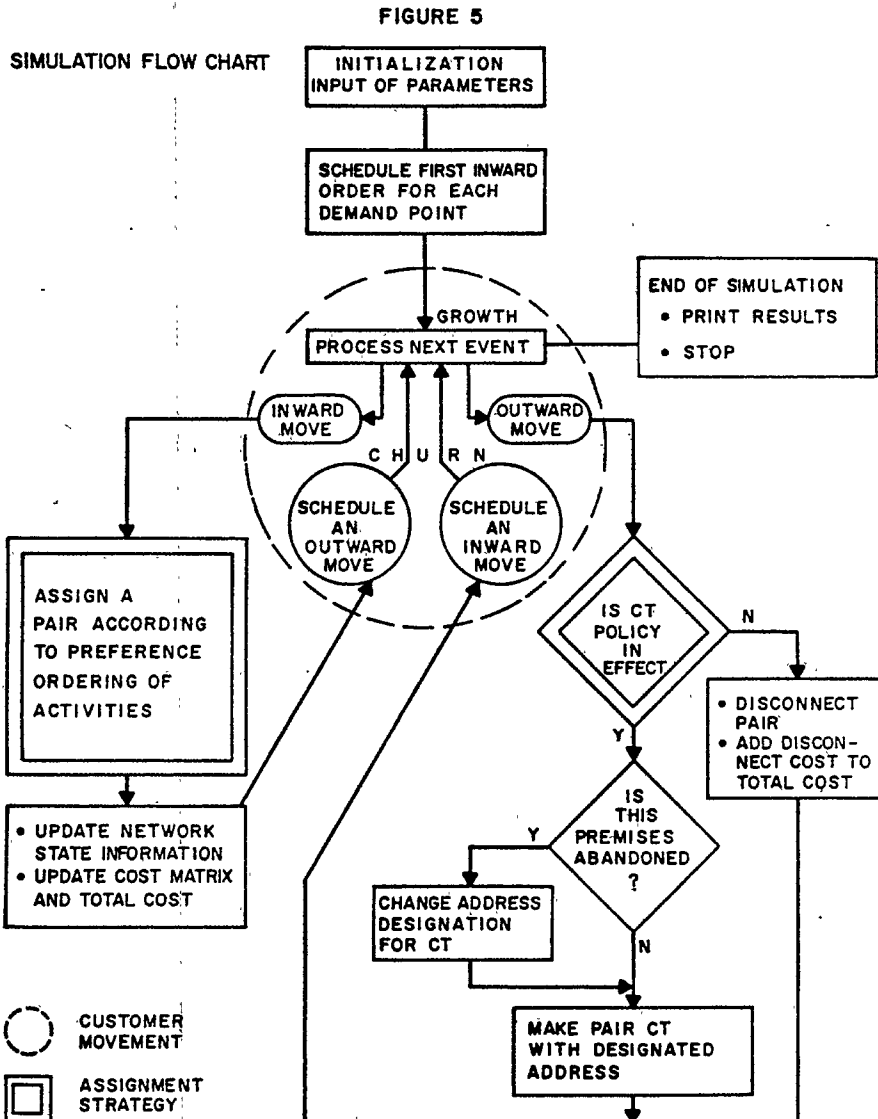 FIGURE 5
SIMULATION FLOW CHART
INITIALIZATION
INPUT OF PARAMETERS
SCHEDULE FIRST INWARD
ORDER FOR EACH
DEMAND POINT
END OF SIMULATION
• PRINT RESULTS
• STOP
GROWTH
PROCESS NEXT EVENT
INWARD
MOVE
OUTWARD
MOVE
CHURN
SCHEDULE
AN
OUTWARD
MOVE
SCHEDULE
AN
INWARD
MOVE
ASSIGN A
PAIR ACCORDING
TO PREFERENCE
ORDERING OF
ACTIVITIES
IS CT
POLICY
IN
EFFECT
N
Y
• DISCONNECT
PAIR
• ADD DISCON-
NECT COST TO
TOTAL COST
• UPDATE NETWORK
STATE INFORMATION
• UPDATE COST MATRIX
AND TOTAL COST
IS
THIS
PREMISES
ABANDONED
?
Y
N
CHANGE ADDRESS
DESIGNATION
FOR CT
MAKE PAIR CT
WITH DESIGNATED
ADDRESS
CUSTOMER
MOVEMENT
ASSIGNMENT
STRATEGY